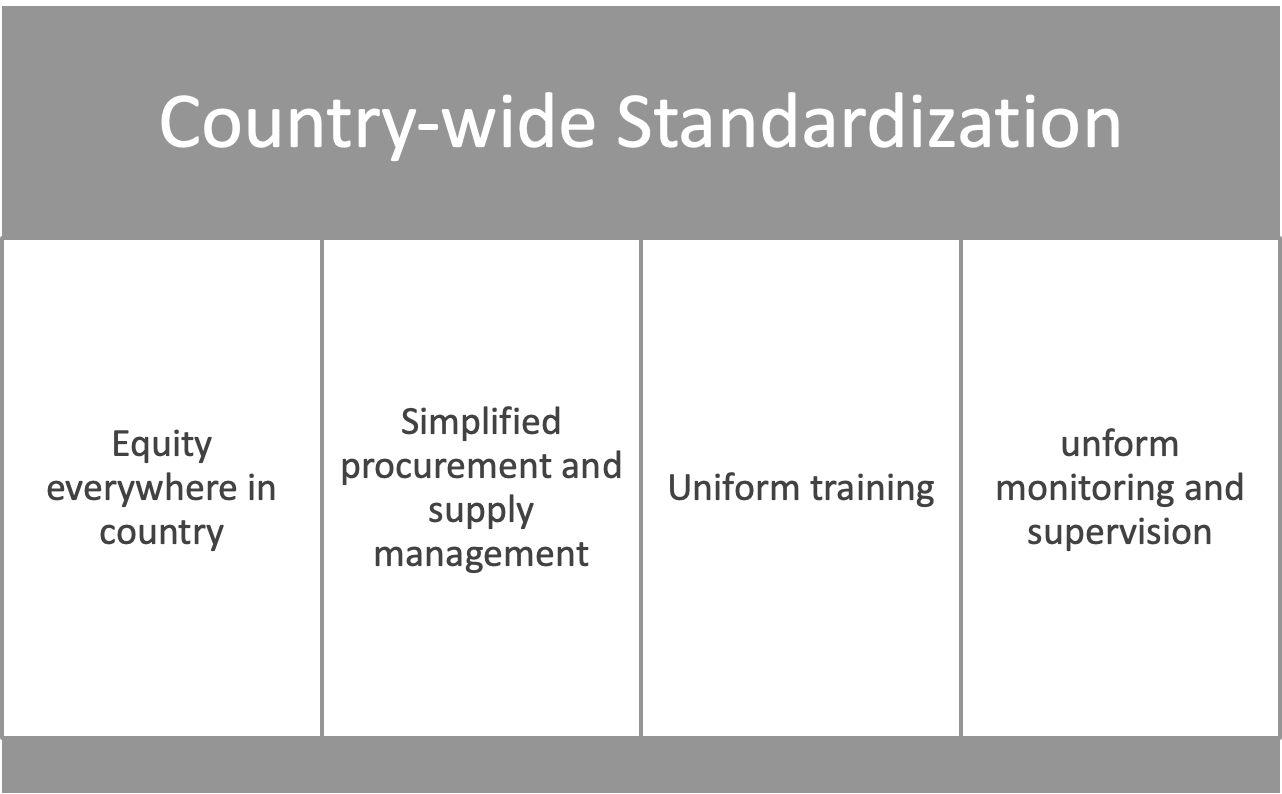 Country-wide Standardization
Equity
everywhere in
country
Simplified
procurement and
supply
management
Uniform training
unform
monitoring and
supervision